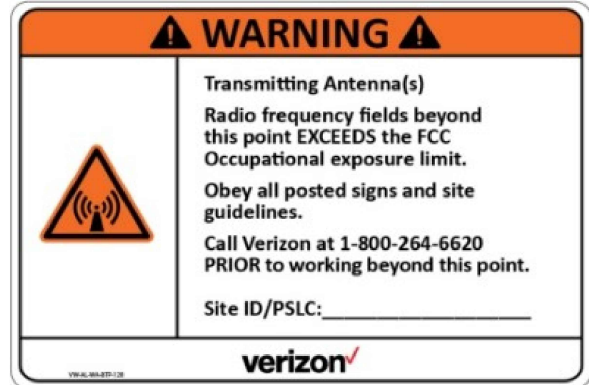 WARNING
Transmitting Antenna(s)
Radio frequency fields beyond
this point EXCEEDS the FCC
Occupational exposure limit.
Obey all posted signs and site
guidelines.
Call Verizon at 1-800-264-6620
PRIOR to working beyond this point.
Site ID/PSLC:____________________
verizon